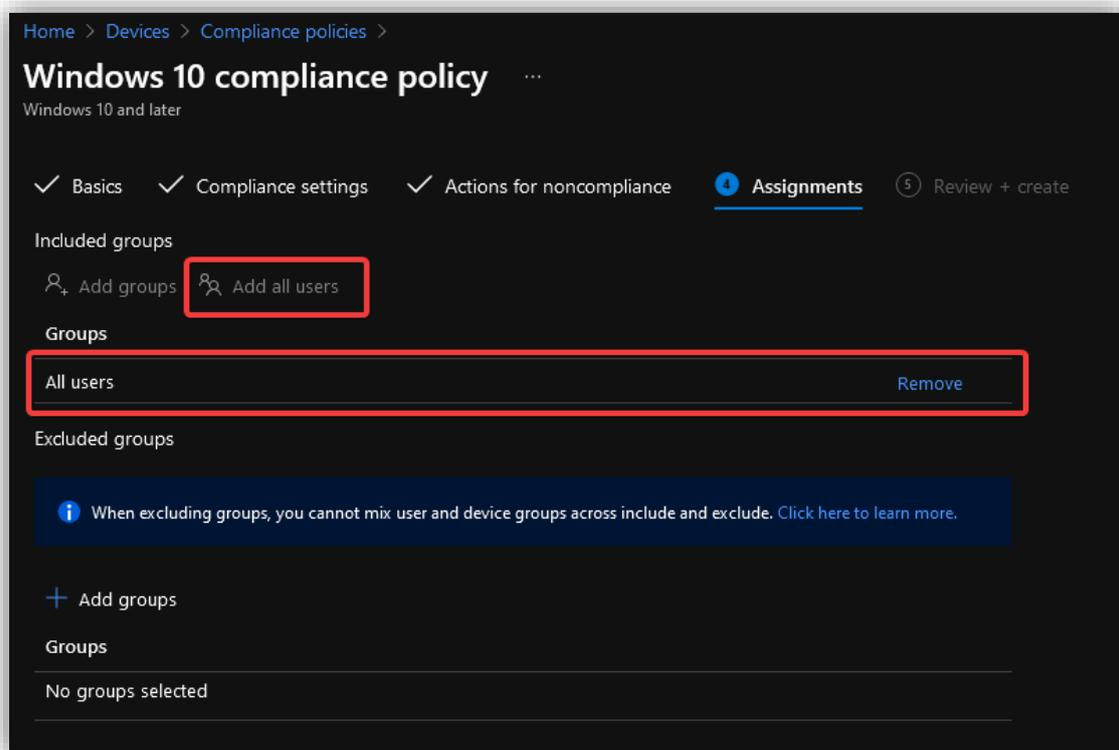 Home > Devices > Compliance policies >
Windows 10 compliance policy ...
Windows 10 and later
Basics Compliance settings Actions for noncompliance 4 Assignments 5 Review + create
Included groups
Add groups Add all users
Groups
All users Remove
Excluded groups
When excluding groups, you cannot mix user and device groups across include and exclude. Click here to learn more.
Add groups
Groups
No groups selected